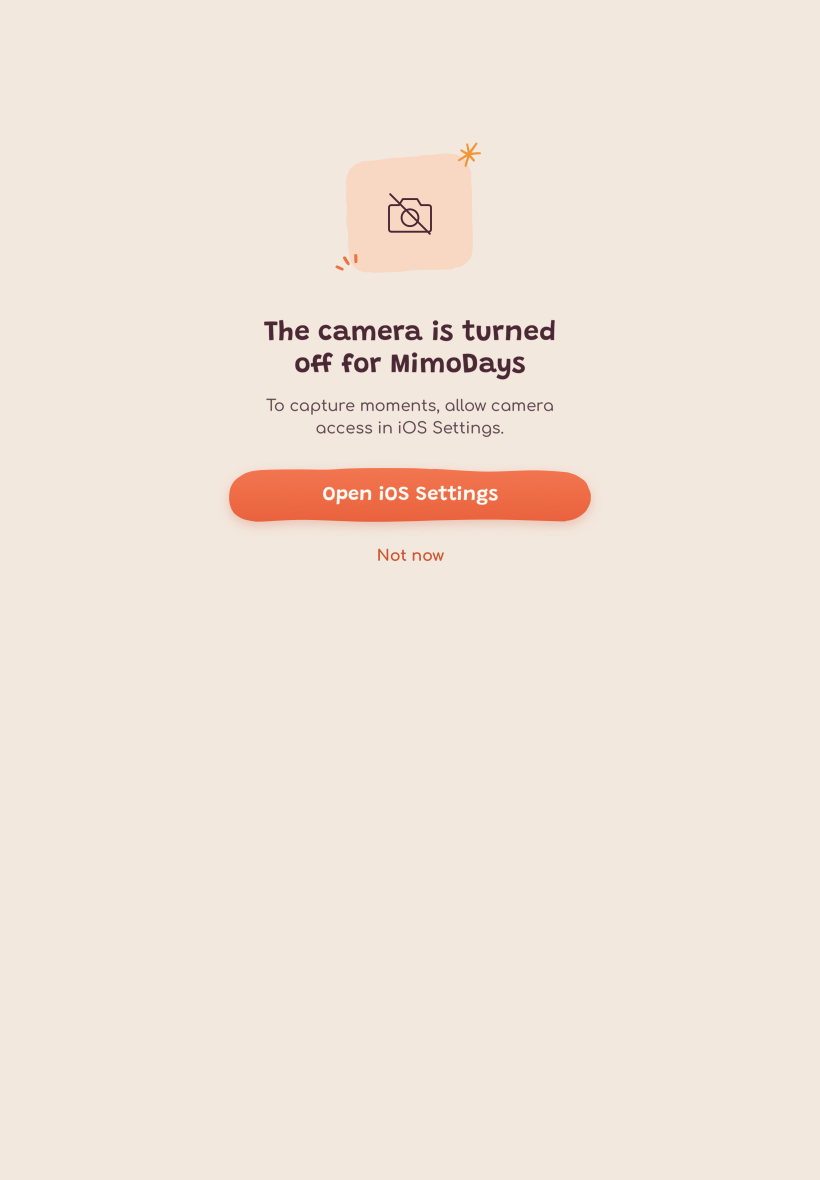 The camera is turned
off for MimoDays
To capture moments, allow camera
access in iOS Settings.
Open iOS Settings
Not now